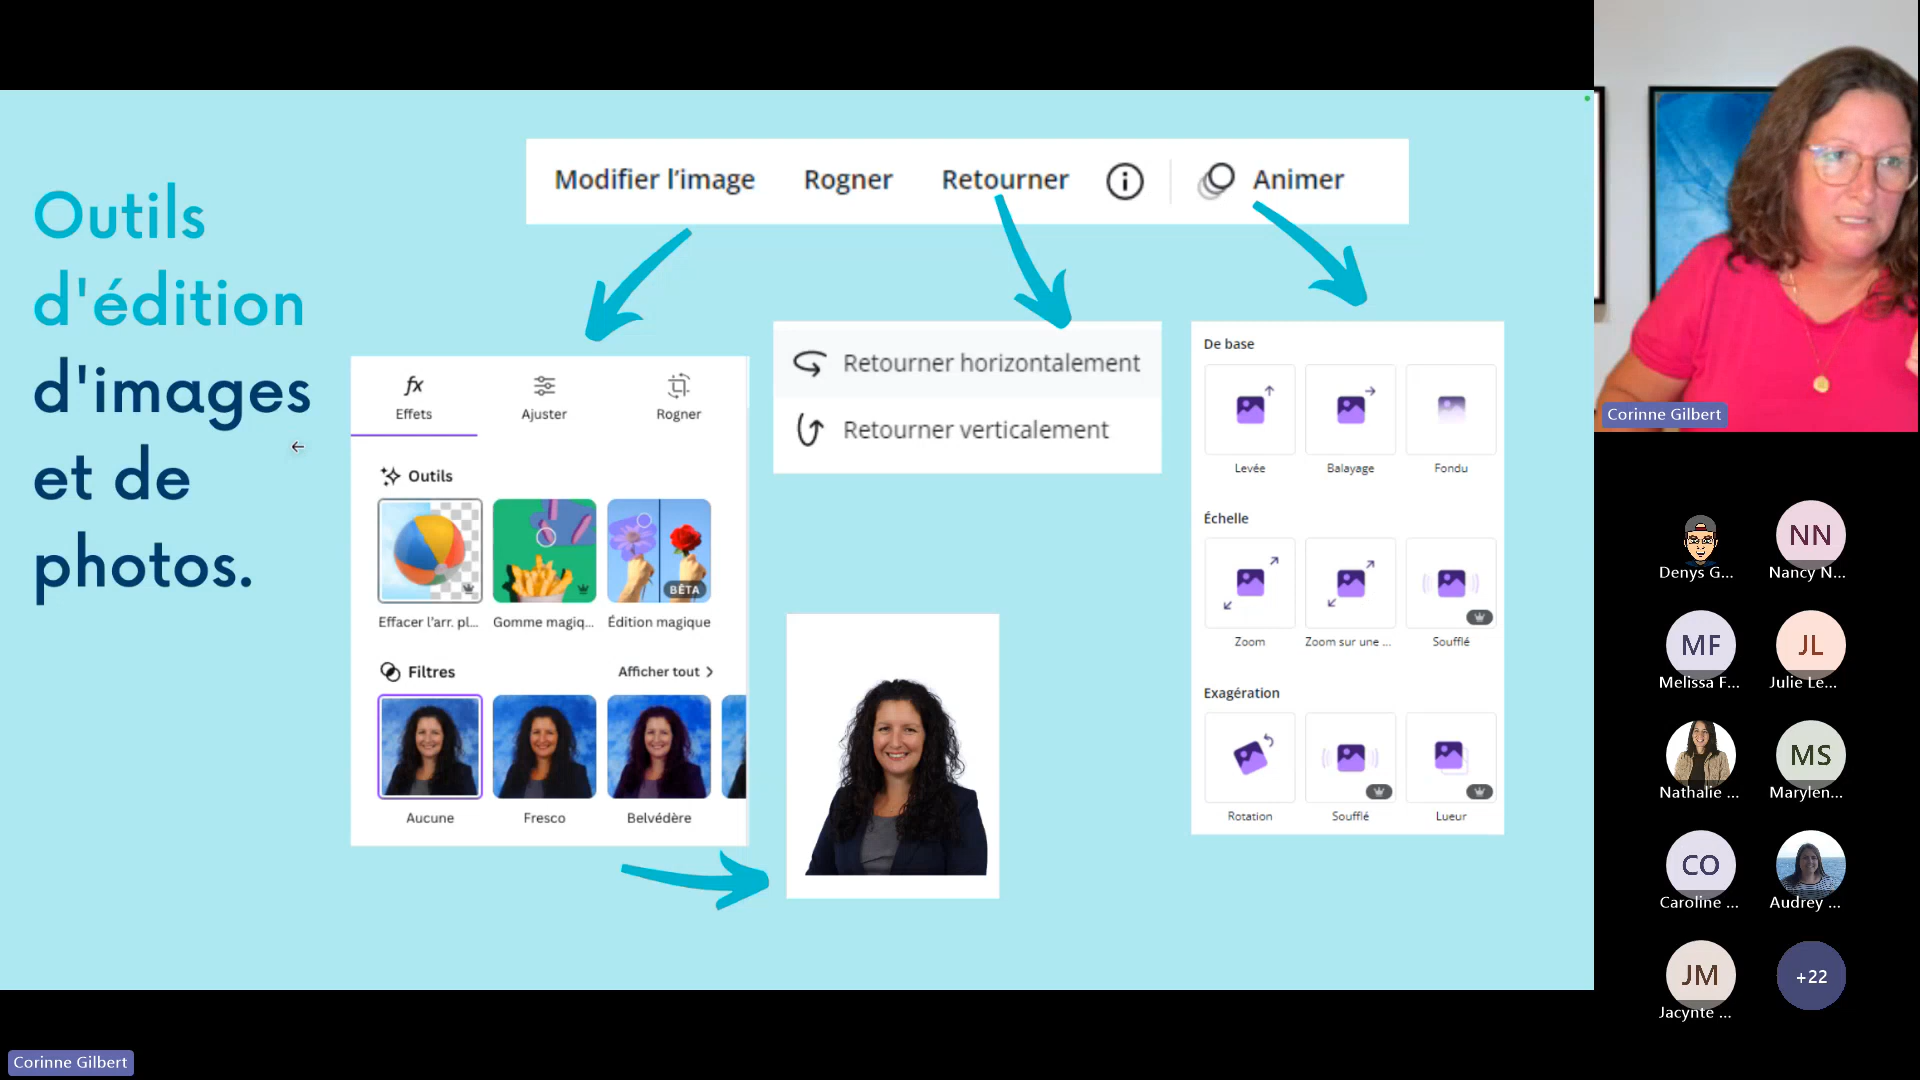 Outils
d'édition
d'images
et de
photos.
Modifier l'image Rogner Retourner Animer
fx
Effets Ajuster Rogner
Outils
BÊTA
Effacer l'arr. pl... Gomme magiq... Édition magique
Filtres Afficher tout >
Aucune Fresco Belvédère
Retourner horizontalement
Retourner verticalement
De base
Levée Balayage Fondu
Échelle
Zoom Zoom sur une ... Soufflé
Exagération
Rotation Soufflé Lueur
Corinne Gilbert
Denys G... NN Nancy N...
MF Melissa F... JL Julie Le...
Nathalie ... MS Marylen...
CO Caroline ... Audrey ...
JM Jacynte ... +22
Corinne Gilbert